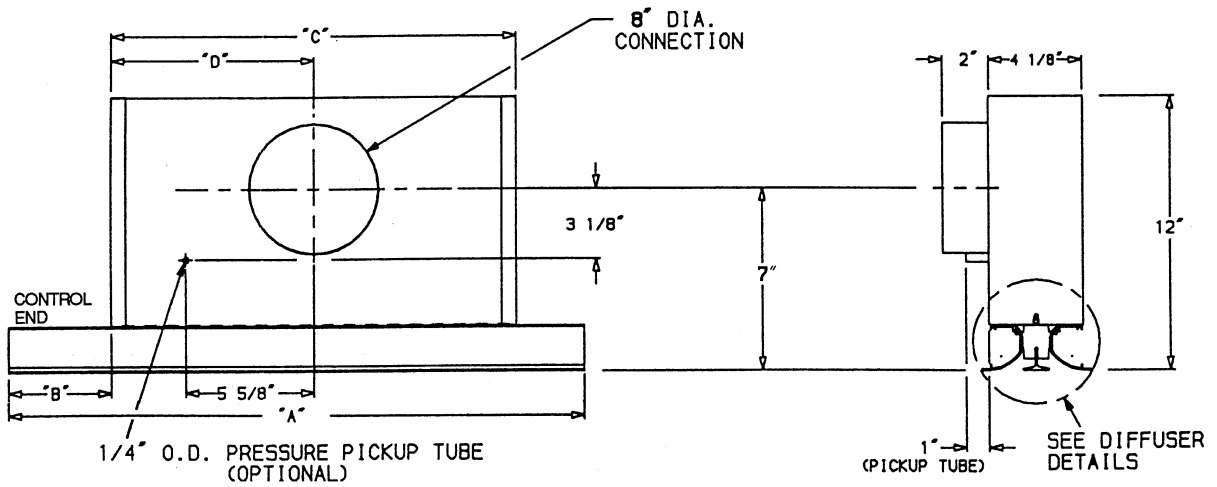 "C"
"D"
8" DIA.
CONNECTION
2"
4 1/8"
3 1/8"
7"
12"
CONTROL
END
"B"
5 5/8"
"A"
1/4" O.D. PRESSURE PICKUP TUBE
(OPTIONAL)
1"
(PICKUP TUBE)
SEE DIFFUSER
DETAILS